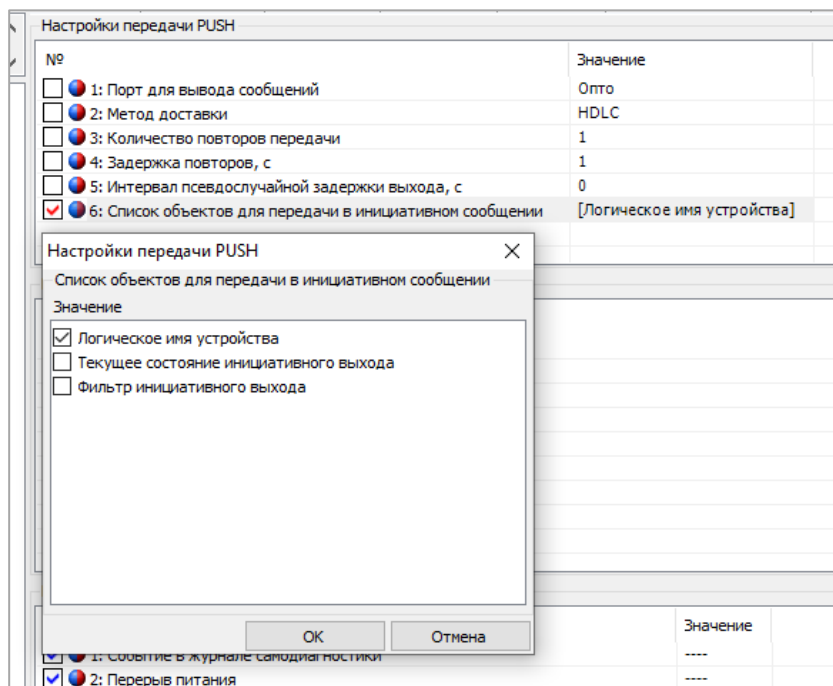 Настройки передачи PUSH
№ Значение
1: Порт для вывода сообщений Опто
2: Метод доставки HDLC
3: Количество повторов передачи 1
4: Задержка повторов, с 1
5: Интервал псевдослучайной задержки выхода, с 0
6: Список объектов для передачи в инициативном сообщении [Логическое имя устройства]
Настройки передачи PUSH
Список объектов для передачи в инициативном сообщении
Значение
Логическое имя устройства
Текущее состояние инициативного выхода
Фильтр инициативного выхода
ОК Отмена
Значение
1: Событие в журнале самодиагностики ----
2: Перерыв питания ----